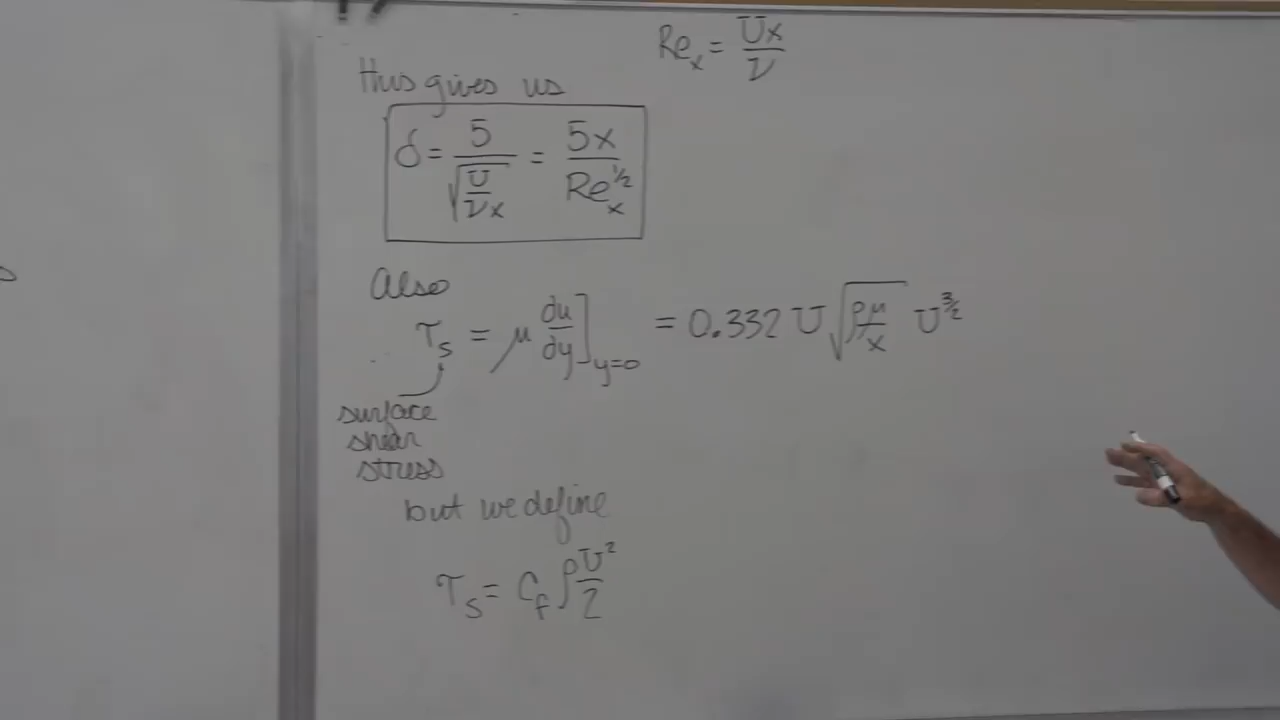 Re_x = Ux/ν
this gives us
δ = 5/√(U/νx) = 5x/Re_x^1/2
Also
τ_s = μ du/dy]_y=0 = 0.332 U √(ρμ/x) U^3/2
surface
shear
stress
but we define
τ_s = C_f ρ U²/2